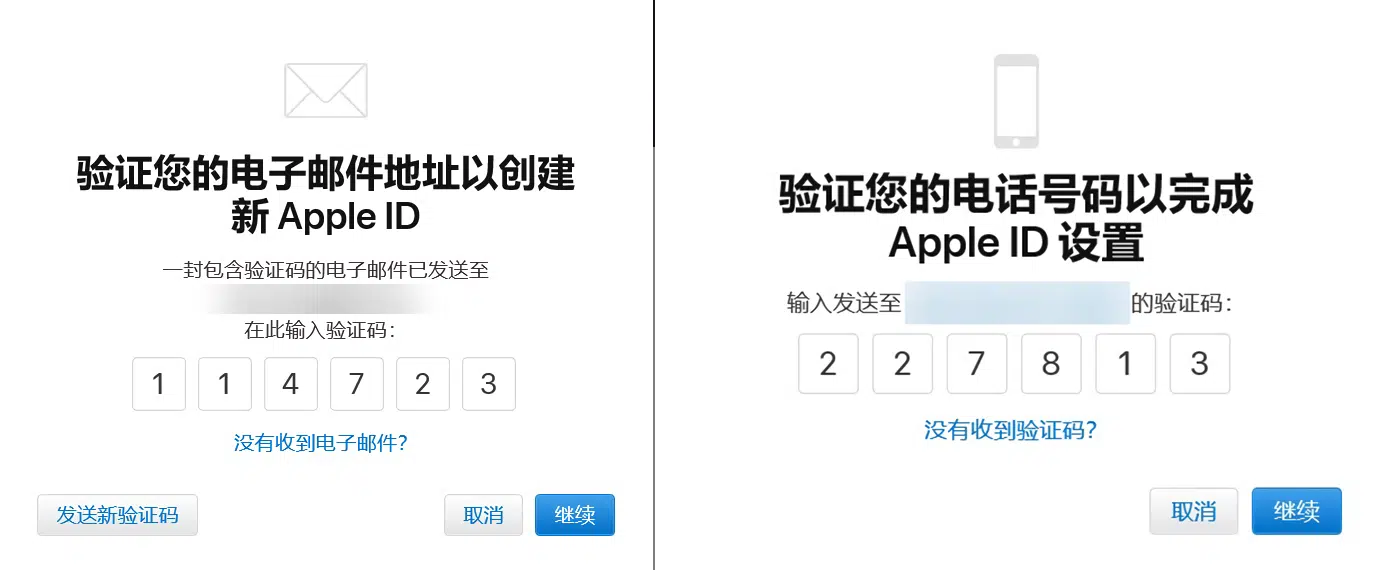 验证您的电子邮件地址以创建
新 Apple ID
一封包含验证码的电子邮件已发送至
在此输入验证码:
1 1 4 7 2 3
没有收到电子邮件?
发送新验证码
取消
继续
验证您的电话号码以完成
Apple ID 设置
输入发送至 的验证码:
2 2 7 8 1 3
没有收到验证码?
取消
继续